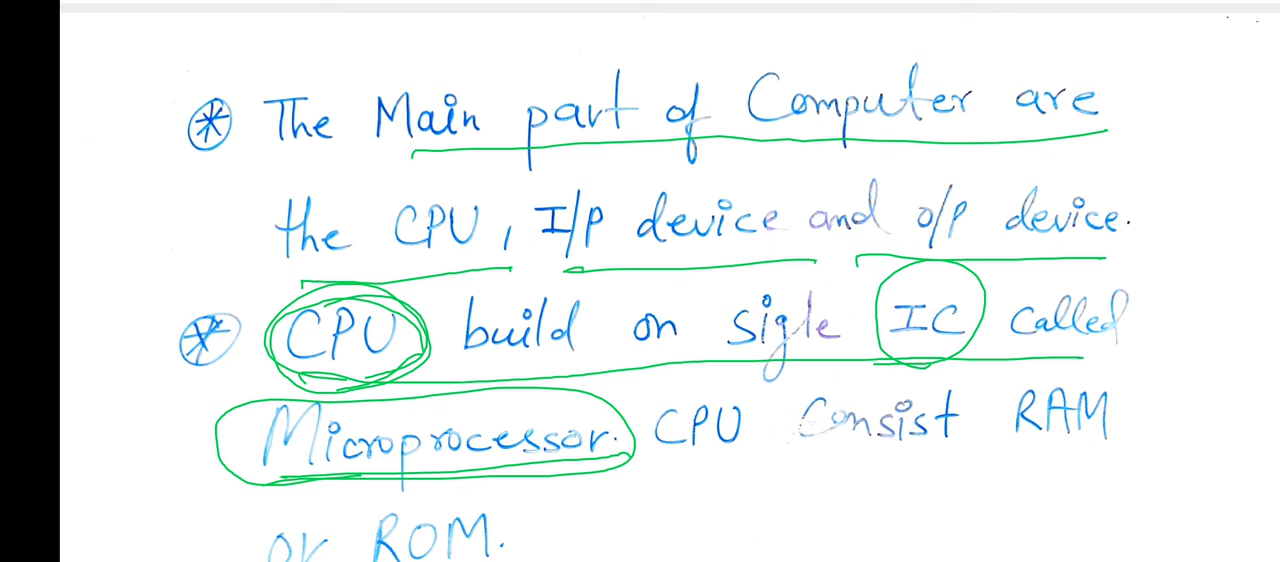 * The Main part of Computer are
the CPU, I/P device and O/P device.
* CPU build on sigle IC called
Microprocessor. CPU Consist RAM
or ROM.